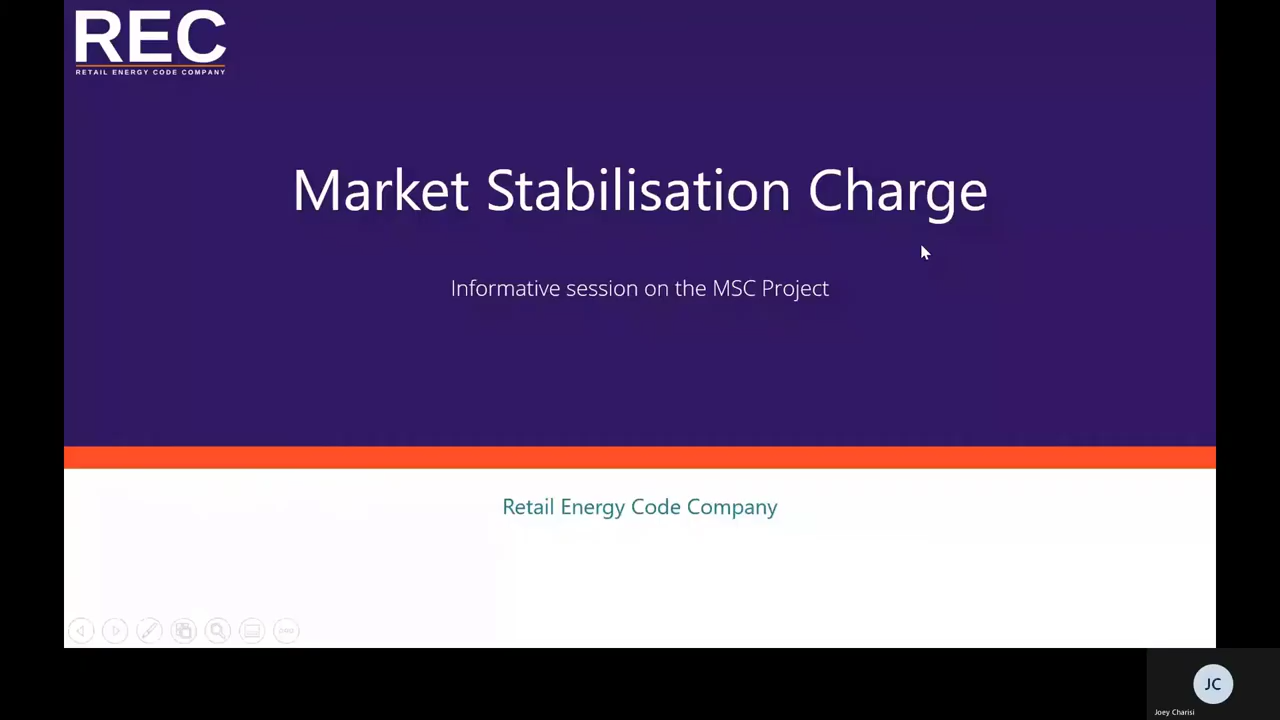 REC
RETAIL ENERGY CODE COMPANY
Market Stabilisation Charge
Informative session on the MSC Project
Retail Energy Code Company
JC
Joey Charisi